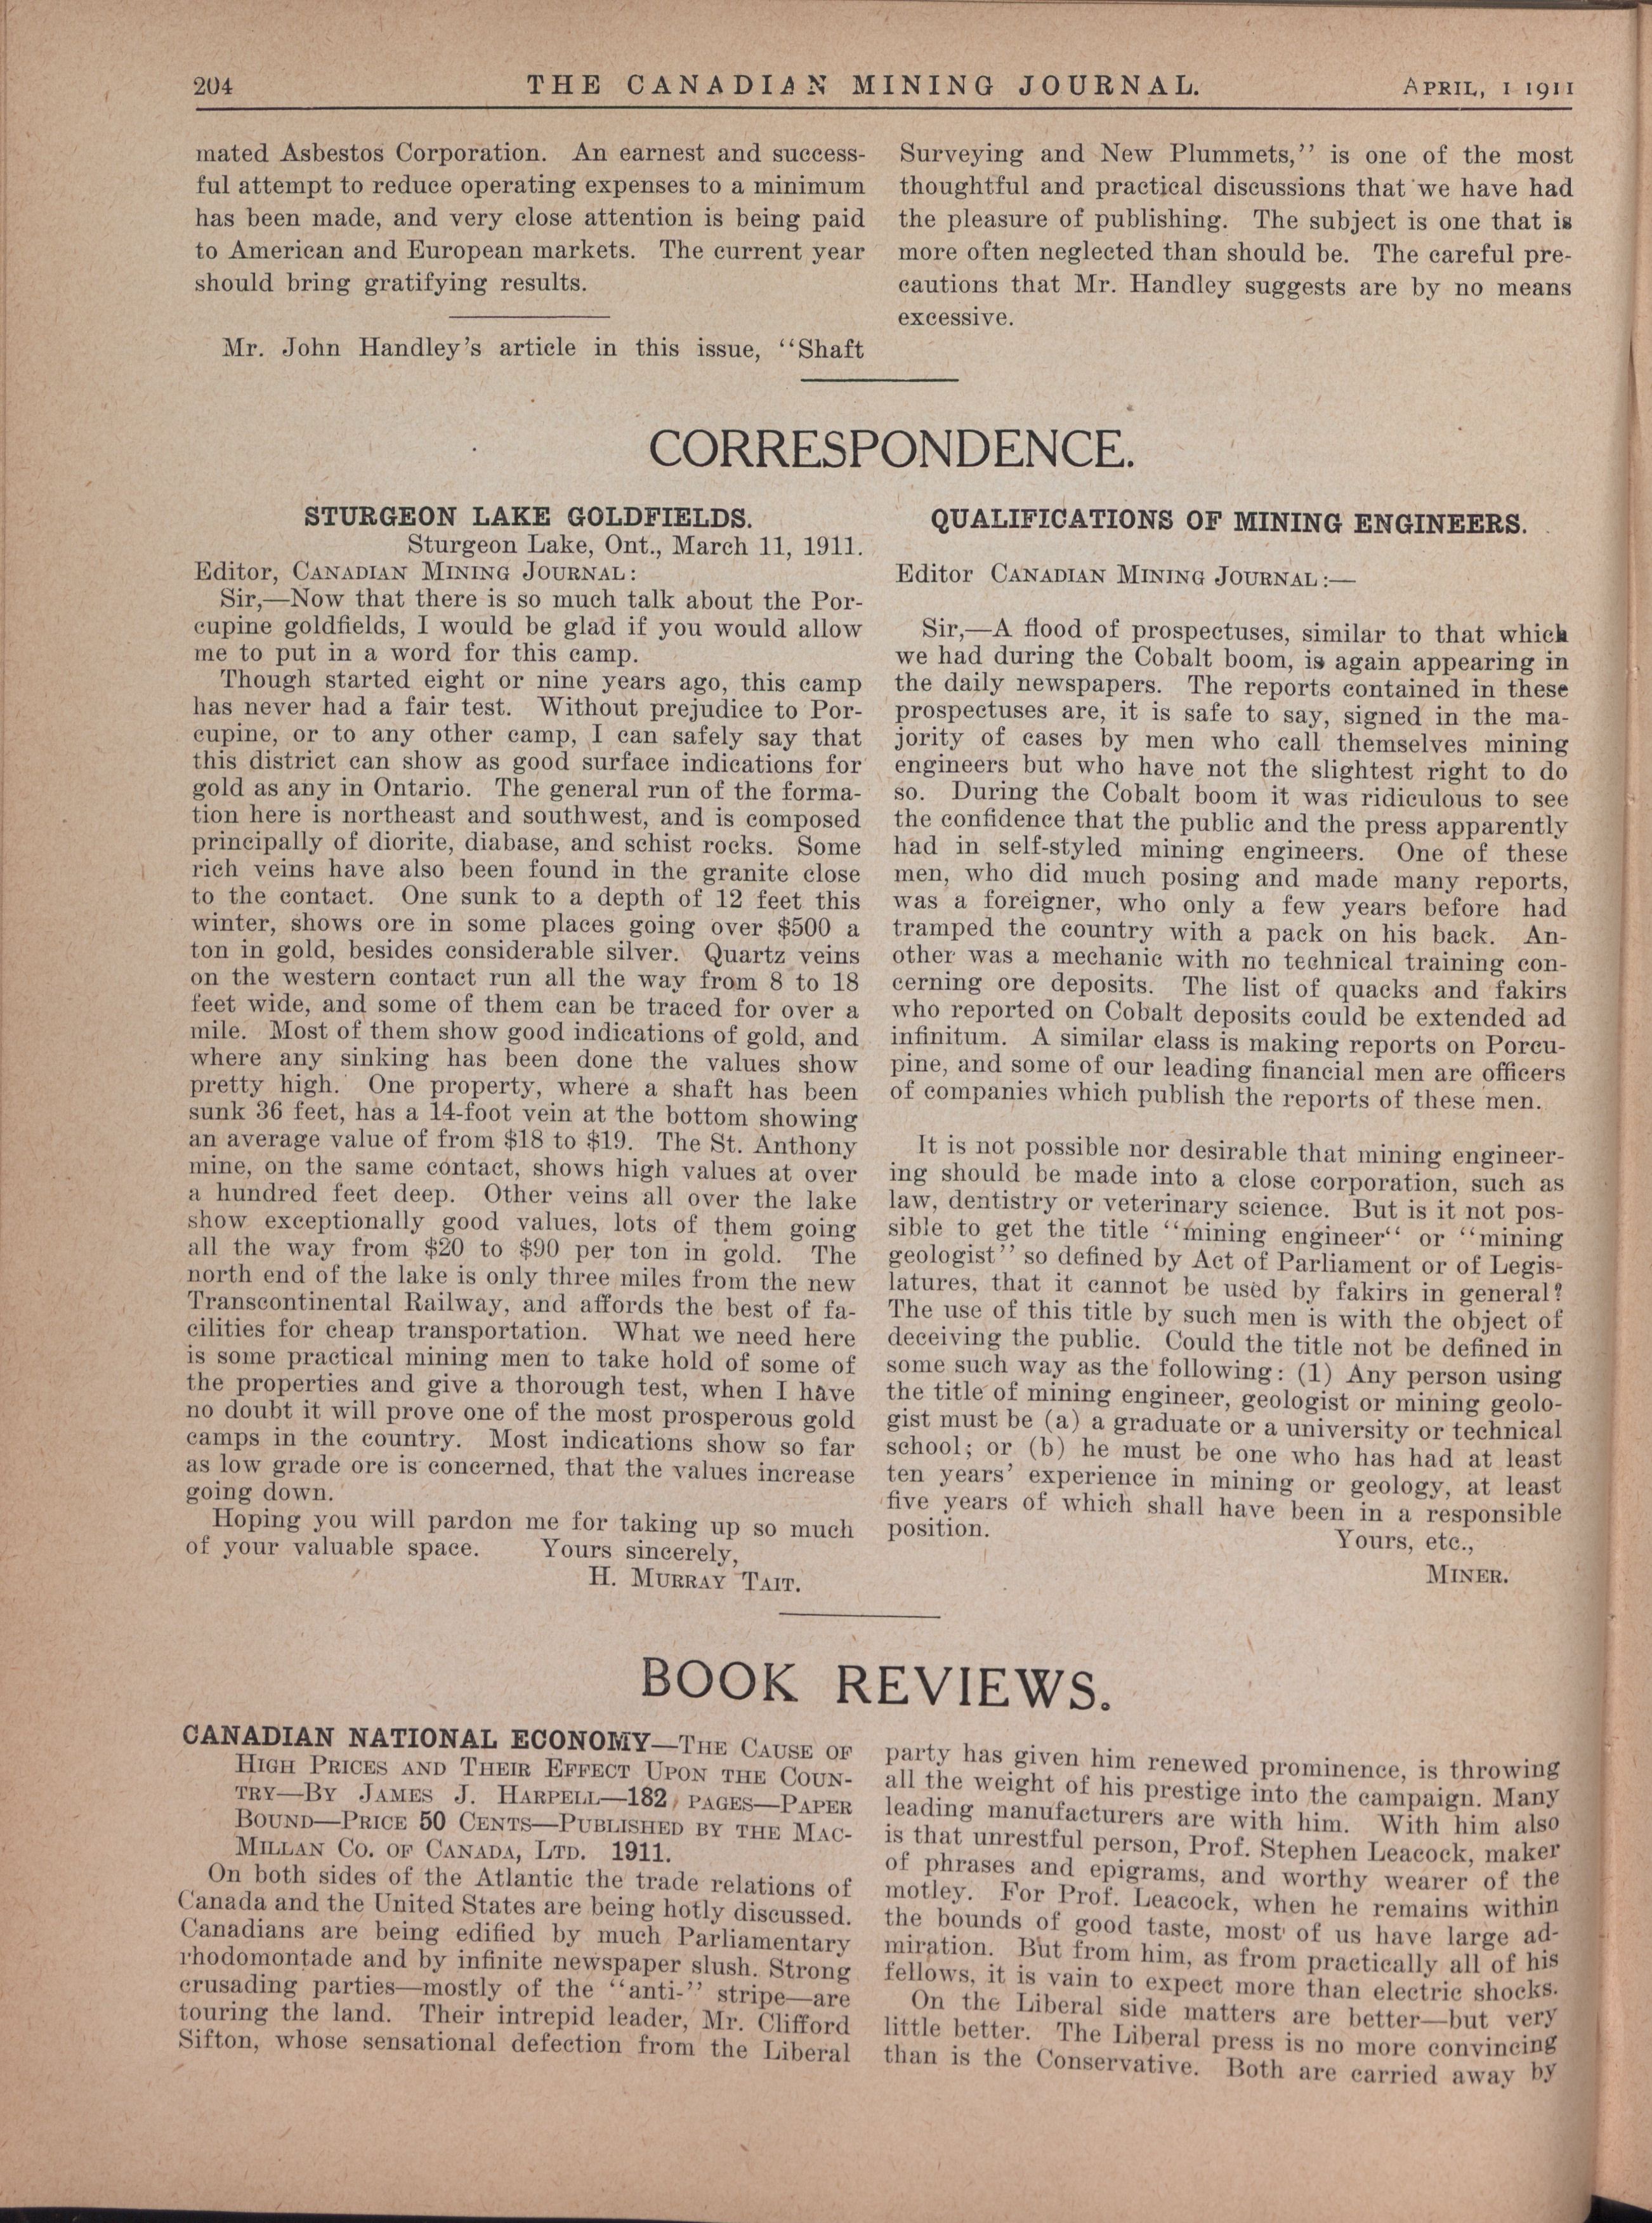 204
THE CANADIAN MINING JOURNAL.
APRIL, 1 1911
mated Asbestos Corporation. An earnest and success-
ful attempt to reduce operating expenses to a minimum
has been made, and very close attention is being paid
to American and European markets. The current year
should bring gratifying results.
Mr. John Handley's article in this issue, ‘‘Shaft
Surveying and New Plummets,’’ is one of the most
thoughtful and practical discussions that we have had
the pleasure of publishing. The subject is one that is
more often neglected than should be. The careful pre-
cautions that Mr. Handley suggests are by no means
excessive.
CORRESPONDENCE.
STURGEON LAKE GOLDFIELDS.
Sturgeon Lake, Ont., March 11, 1911.
Editor, CANADIAN MINING JOURNAL:
Sir,—Now that there is so much talk about the Por-
cupine goldfields, I would be glad if you would allow
me to put in a word for this camp.
Though started eight or nine years ago, this camp
has never had a fair test. Without prejudice to Por-
cupine, or to any other camp, I can safely say that
this district can show as good surface indications for
gold as any in Ontario. The general run of the forma-
tion here is northeast and southwest, and is composed
principally of diorite, diabase, and schist rocks. Some
rich veins have also been found in the granite close
to the contact. One sunk to a depth of 12 feet this
winter, shows ore in some places going over $500 a
ton in gold, besides considerable silver. Quartz veins
on the western contact run all the way from 8 to 18
feet wide, and some of them can be traced for over a
mile. Most of them show good indications of gold, and
where any sinking has been done the values show
pretty high. One property, where a shaft has been
sunk 36 feet, has a 14-foot vein at the bottom showing
an average value of from $18 to $19. The St. Anthony
mine, on the same contact, shows high values at over
a hundred feet deep. Other veins all over the lake
show exceptionally good values, lots of them going
all the way from $20 to $90 per ton in gold. The
north end of the lake is only three miles from the new
Transcontinental Railway, and affords the best of fa-
cilities for cheap transportation. What we need here
is some practical mining men to take hold of some of
the properties and give a thorough test, when I have
no doubt it will prove one of the most prosperous gold
camps in the country. Most indications show so far
as low grade ore is concerned, that the values increase
going down.
Hoping you will pardon me for taking up so much
of your valuable space. Yours sincerely,
H. MURRAY TAIT.
QUALIFICATIONS OF MINING ENGINEERS.
Editor CANADIAN MINING JOURNAL:—
Sir,—A flood of prospectuses, similar to that which
we had during the Cobalt boom, is again appearing in
the daily newspapers. The reports contained in these
prospectuses are, it is safe to say, signed in the ma-
jority of cases by men who call themselves mining
engineers but who have not the slightest right to do
so. During the Cobalt boom it was ridiculous to see
the confidence that the public and the press apparently
had in self-styled mining engineers. One of these
men, who did much posing and made many reports,
was a foreigner, who only a few years before had
tramped the country with a pack on his back. An-
other was a mechanic with no technical training con-
cerning ore deposits. The list of quacks and fakirs
who reported on Cobalt deposits could be extended ad
infinitum. A similar class is making reports on Porcu-
pine, and some of our leading financial men are officers
of companies which publish the reports of these men.
It is not possible nor desirable that mining engineer-
ing should be made into a close corporation, such as
law, dentistry or veterinary science. But is it not pos-
sible to get the title ‘‘mining engineer‘‘ or ‘‘mining
geologist’’ so defined by Act of Parliament or of Legis-
latures, that it cannot be used by fakirs in general?
The use of this title by such men is with the object of
deceiving the public. Could the title not be defined in
some such way as the following: (1) Any person using
the title of mining engineer, geologist or mining geolo-
gist must be (a) a graduate or a university or technical
school; or (b) he must be one who has had at least
ten years’ experience in mining or geology, at least
five years of which shall have been in a responsible
position.
Yours, etc.,
MINER.
BOOK REVIEWS.
CANADIAN NATIONAL ECONOMY—THE CAUSE OF
HIGH PRICES AND THEIR EFFECT UPON THE COUN-
TRY—BY JAMES J. HARPELL—182 PAGES—PAPER
BOUND—PRICE 50 CENTS—PUBLISHED BY THE MAC-
MILLAN CO. OF CANADA, LTD. 1911.
On both sides of the Atlantic the trade relations of
Canada and the United States are being hotly discussed.
Canadians are being edified by much Parliamentary
rhodomontade and by infinite newspaper slush. Strong
crusading parties—mostly of the ‘‘anti-’’ stripe—are
touring the land. Their intrepid leader, Mr. Clifford
Sifton, whose sensational defection from the Liberal
party has given him renewed prominence, is throwing
all the weight of his prestige into the campaign. Many
leading manufacturers are with him. With him also
is that unrestful person, Prof. Stephen Leacock, maker
of phrases and epigrams, and worthy wearer of the
motley. For Prof. Leacock, when he remains within
the bounds of good taste, most of us have large ad-
miration. But from him, as from practically all of his
fellows, it is vain to expect more than electric shocks.
On the Liberal side matters are better—but very
little better. The Liberal press is no more convincing
than is the Conservative. Both are carried away by